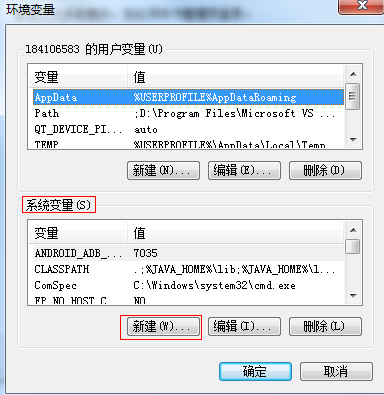 环境变量
184106583 的用户变量(U)
变量 值
AppData %USERPROFILE%AppDataRoaming
Path ;D:\Program Files\Microsoft VS ...
QT_DEVICE_PI... auto
TEMP %USERPROFILE%\AppData\Local\Temp
新建(N)... 编辑(E)... 删除(D)
系统变量(S)
变量 值
ANDROID_ADB_... 7035
CLASSPATH .;%JAVA_HOME%\lib;%JAVA_HOME%\l...
ComSpec C:\Windows\system32\cmd.exe
FP_NO_HOST_C... NO
新建(W)... 编辑(I)... 删除(L)
确定 取消